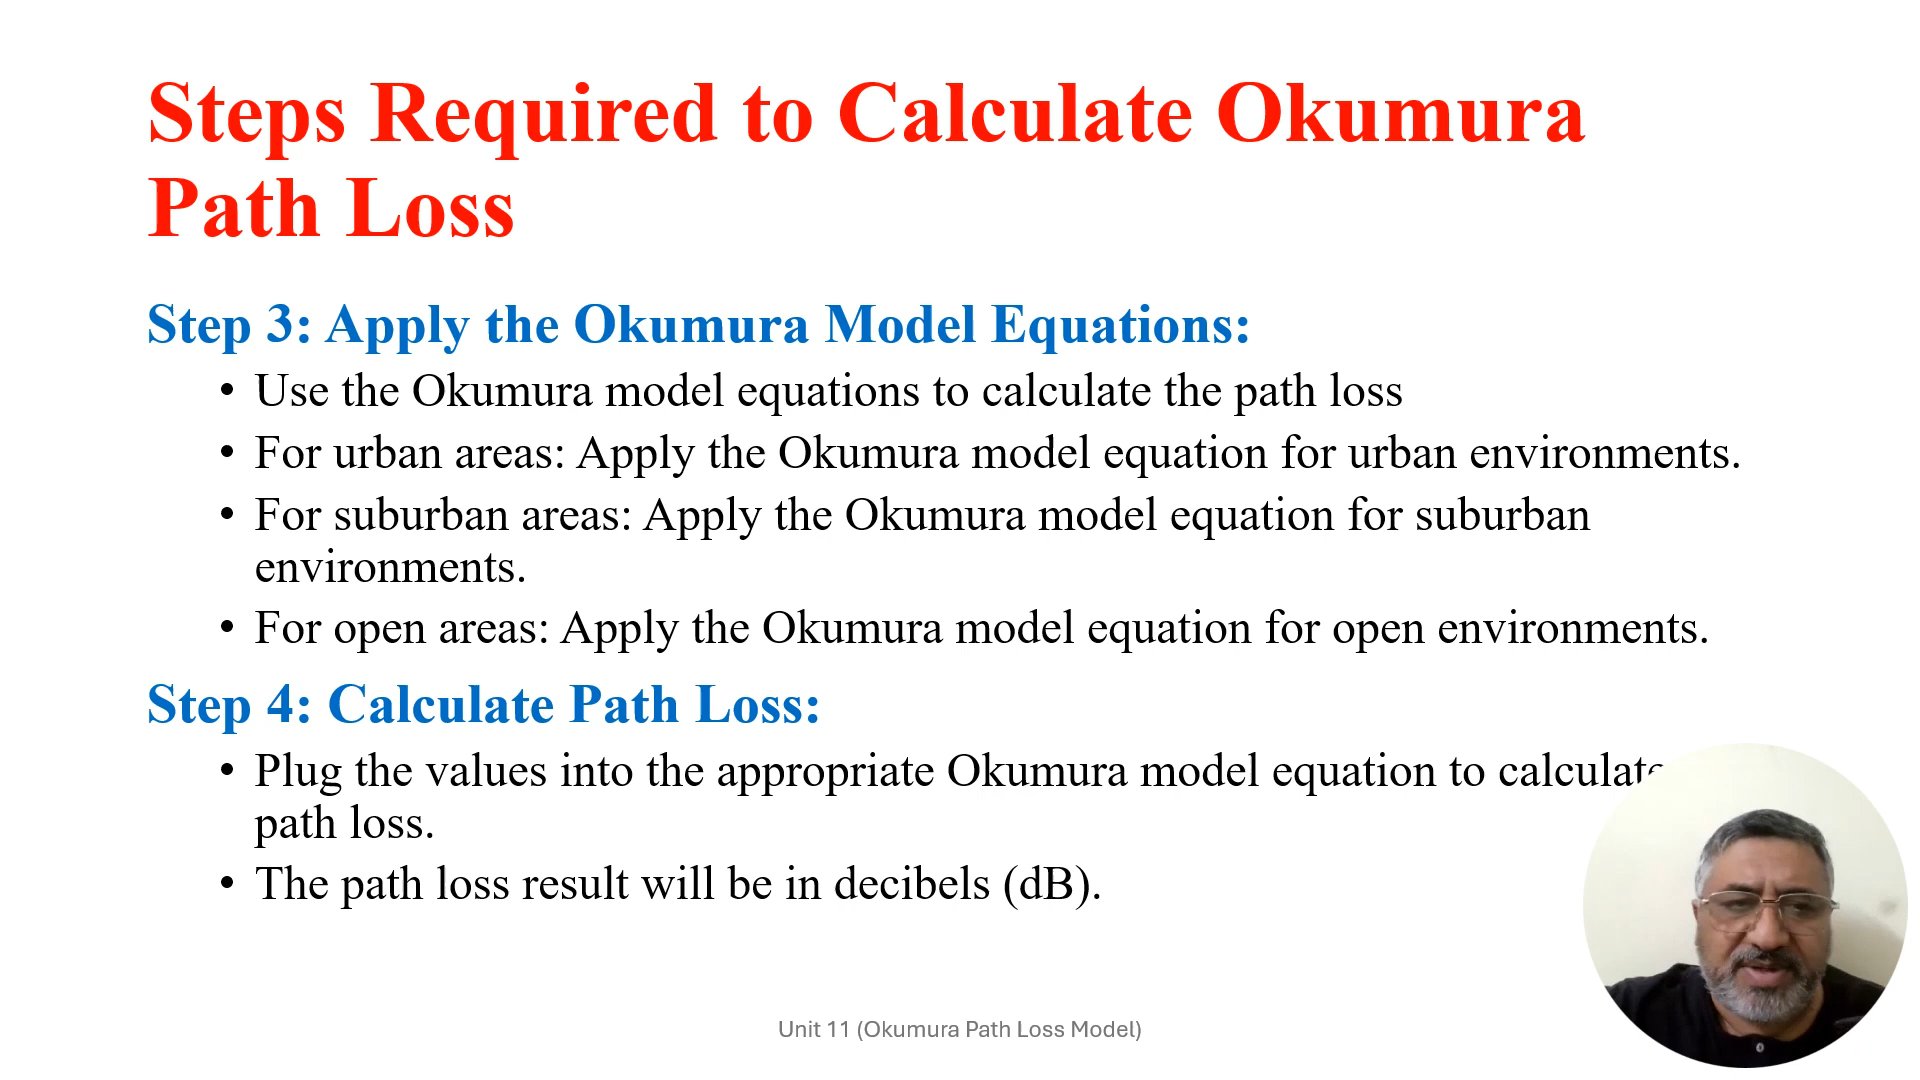 Steps Required to Calculate Okumura
Path Loss
Step 3: Apply the Okumura Model Equations:
• Use the Okumura model equations to calculate the path loss
• For urban areas: Apply the Okumura model equation for urban environments.
• For suburban areas: Apply the Okumura model equation for suburban
environments.
• For open areas: Apply the Okumura model equation for open environments.
Step 4: Calculate Path Loss:
• Plug the values into the appropriate Okumura model equation to calculate
path loss.
• The path loss result will be in decibels (dB).
Unit 11 (Okumura Path Loss Model)